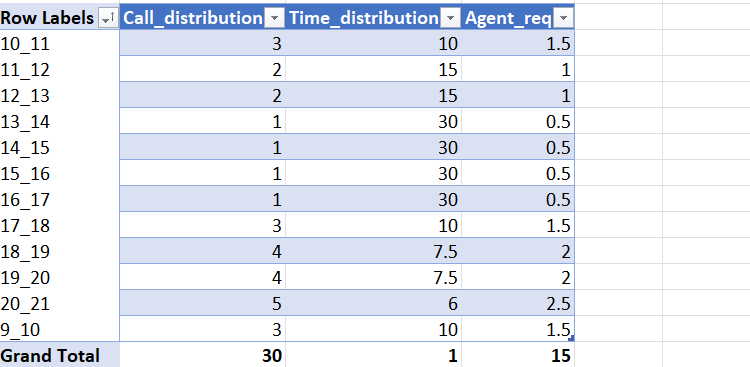 Row Labels Call_distribution Time_distribution Agent_req
10_11 3 10 1.5
11_12 2 15 1
12_13 2 15 1
13_14 1 30 0.5
14_15 1 30 0.5
15_16 1 30 0.5
16_17 1 30 0.5
17_18 3 10 1.5
18_19 4 7.5 2
19_20 4 7.5 2
20_21 5 6 2.5
9_10 3 10 1.5
Grand Total 30 1 15